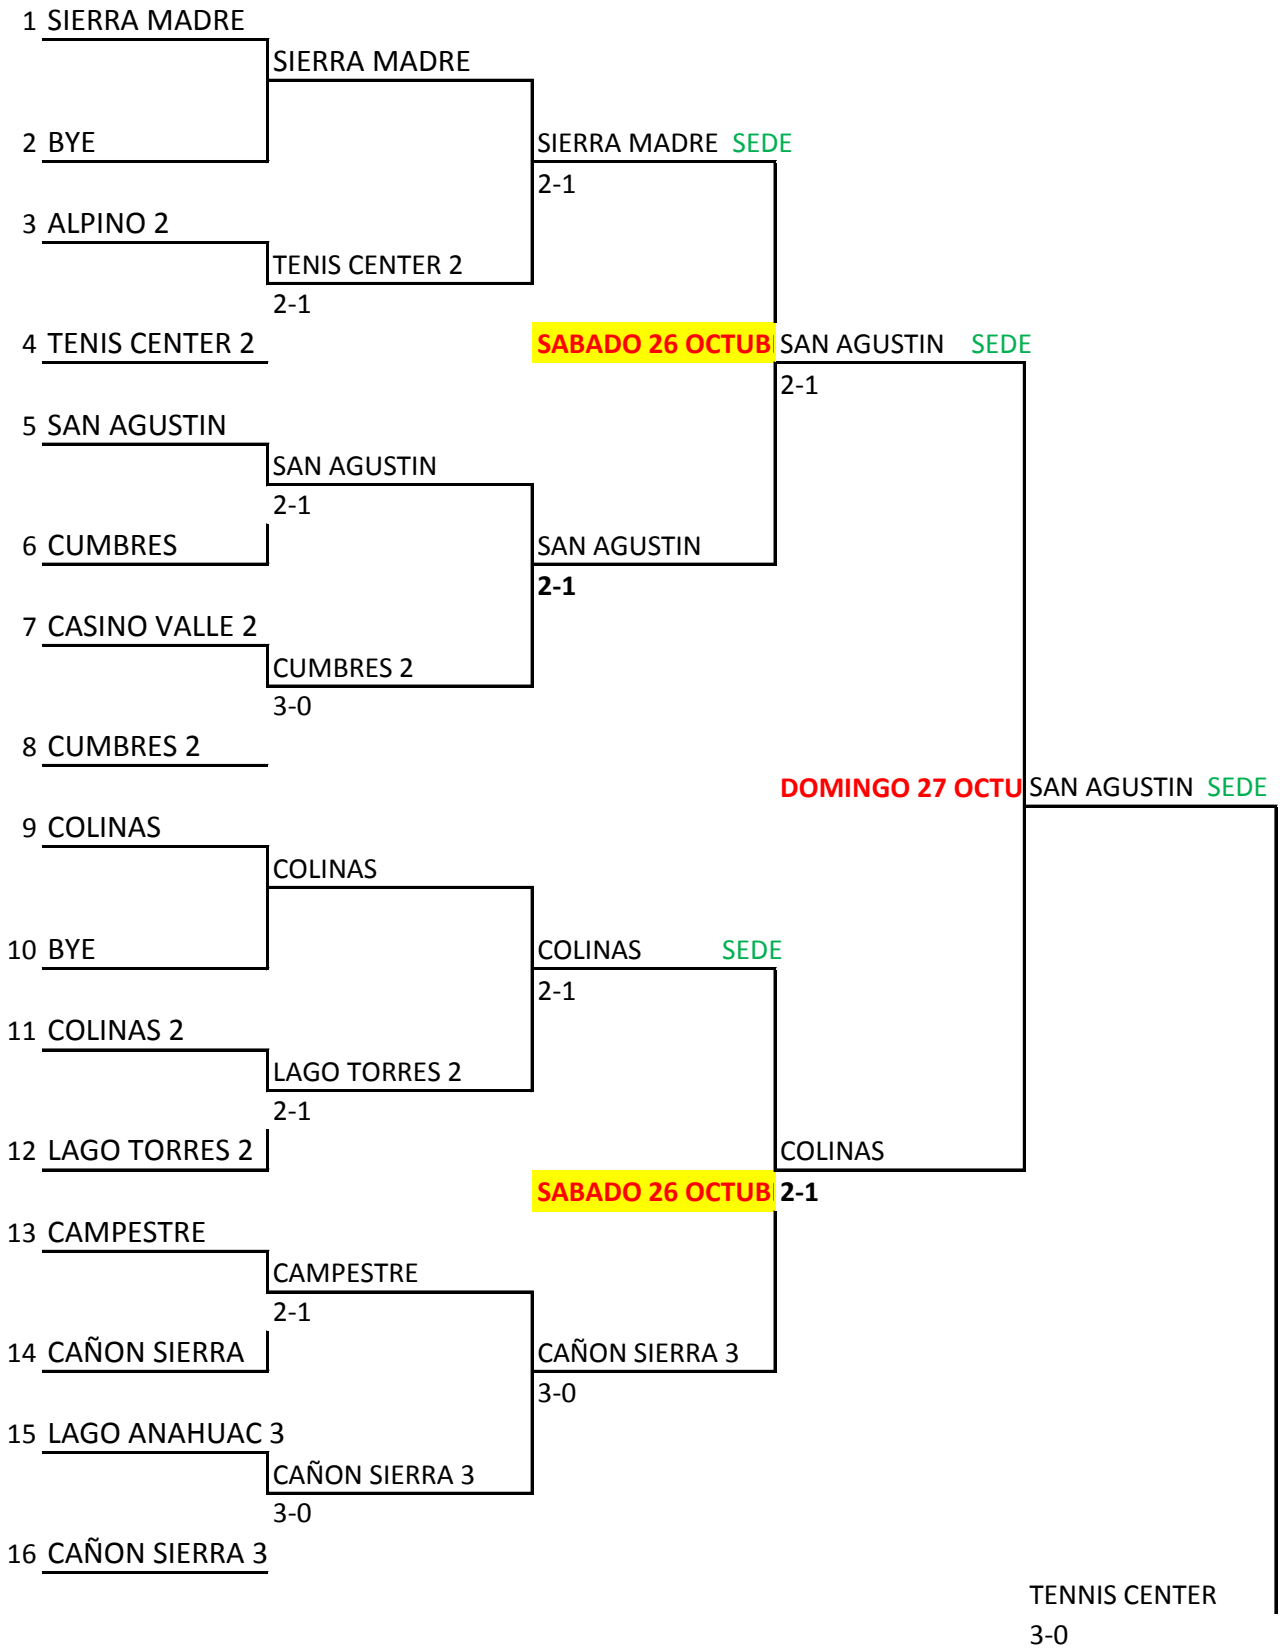 1 SIERRA MADRE
SIERRA MADRE
2 BYE
SIERRA MADRE SEDE
2-1
3 ALPINO 2
TENIS CENTER 2
2-1
4 TENIS CENTER 2
SABADO 26 OCTUB
SAN AGUSTIN SEDE
2-1
5 SAN AGUSTIN
SAN AGUSTIN
2-1
6 CUMBRES
SAN AGUSTIN
2-1
7 CASINO VALLE 2
CUMBRES 2
3-0
8 CUMBRES 2
DOMINGO 27 OCTU
SAN AGUSTIN SEDE
9 COLINAS
COLINAS
10 BYE
COLINAS SEDE
2-1
11 COLINAS 2
LAGO TORRES 2
2-1
12 LAGO TORRES 2
COLINAS
SABADO 26 OCTUB
2-1
13 CAMPESTRE
CAMPESTRE
2-1
14 CAÑON SIERRA
CAÑON SIERRA 3
3-0
15 LAGO ANAHUAC 3
CAÑON SIERRA 3
3-0
16 CAÑON SIERRA 3
TENNIS CENTER
3-0